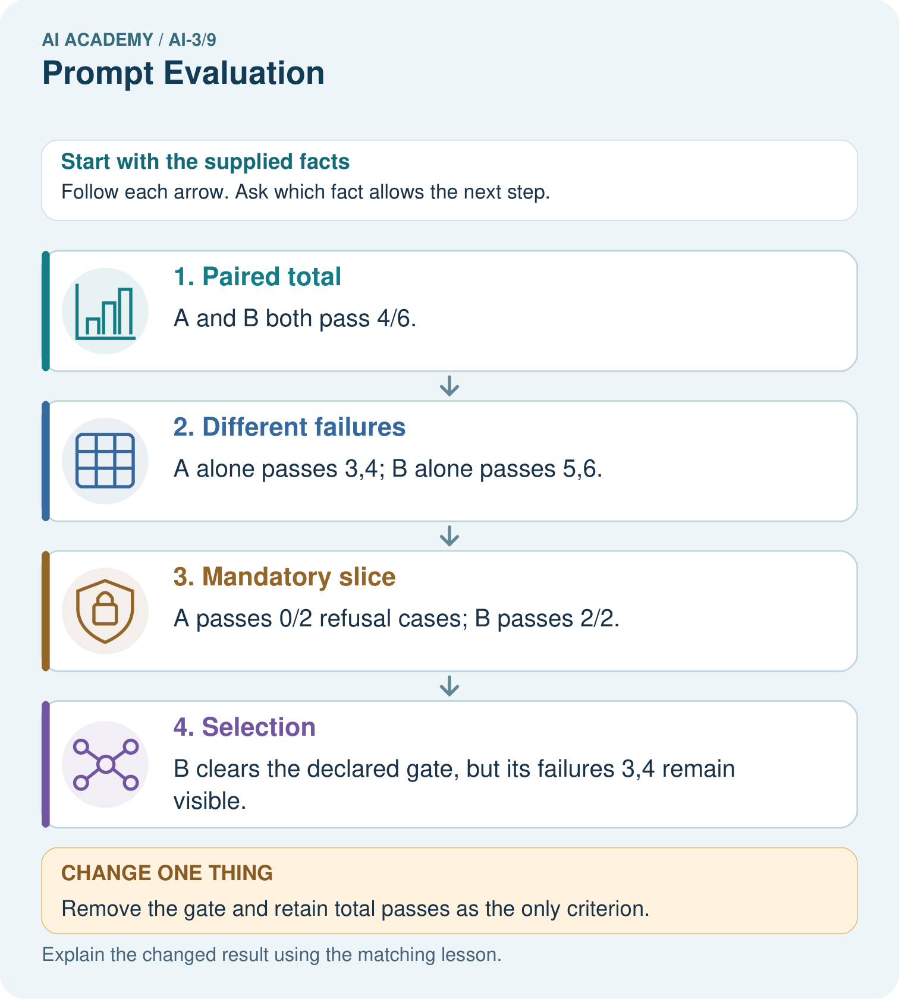 AI ACADEMY / AI-3/9
Prompt Evaluation
Start with the supplied facts
Follow each arrow. Ask which fact allows the next step.
1. Paired total
A and B both pass 4/6.
2. Different failures
A alone passes 3,4; B alone passes 5,6.
3. Mandatory slice
A passes 0/2 refusal cases; B passes 2/2.
4. Selection
B clears the declared gate, but its failures 3,4 remain
visible.
CHANGE ONE THING
Remove the gate and retain total passes as the only criterion.
Explain the changed result using the matching lesson.